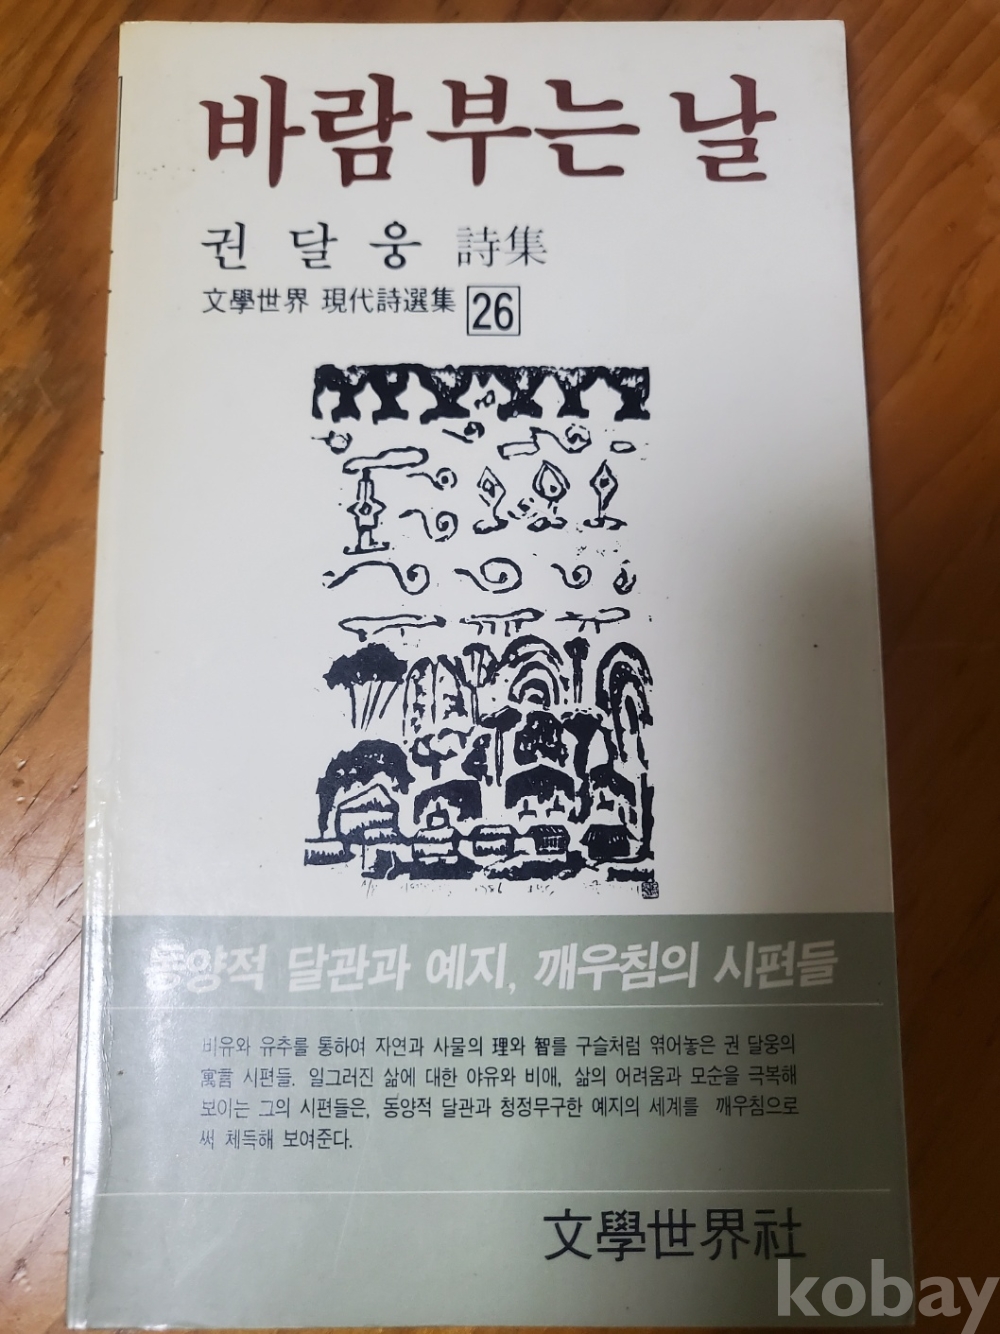 바람 부는 날
권 달 웅 詩集
文學世界 現代詩選集 26
동양적 달관과 예지, 깨우침의 시편들
비유와 유추를 통하여 자연과 사물의 理와 智를 구슬처럼 엮어놓은 권 달웅의
寓言 시편들. 일그러진 삶에 대한 야유와 비애, 삶의 어려움과 모순을 극복해
보이는 그의 시편들은, 동양적 달관과 청정무구한 예지의 세계를 깨우침으로
써 체득해 보여준다.
文學世界社
kobay